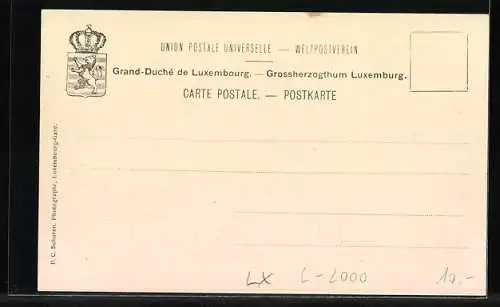 UNION POSTALE UNIVERSELLE — WELTPOSTVEREIN
Grand-Duché de Luxembourg. — Grossherzogthum Luxemburg.
CARTE POSTALE. — POSTKARTE
P. C. Schoren, Photographe, Luxembourg-Gare.
LX L-2000 10.-